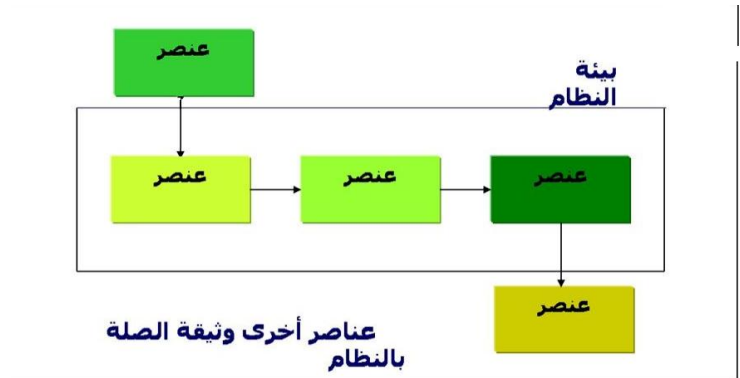 عنصر
بيئة
النظام
عنصر
عنصر
عنصر
عنصر
عناصر أخرى وثيقة الصلة
بالنظام